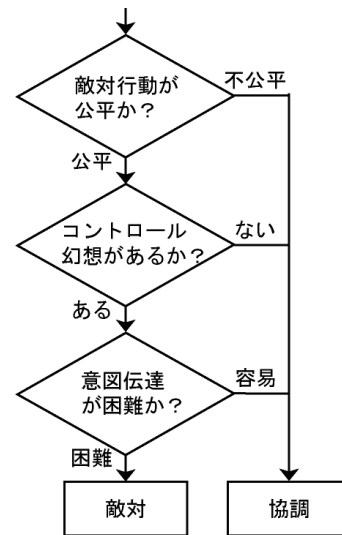 敵対行動が
公平か？
不公平
公平
コントロール
幻想があるか？
ない
ある
意図伝達
が困難か？
容易
困難
敵対
協調